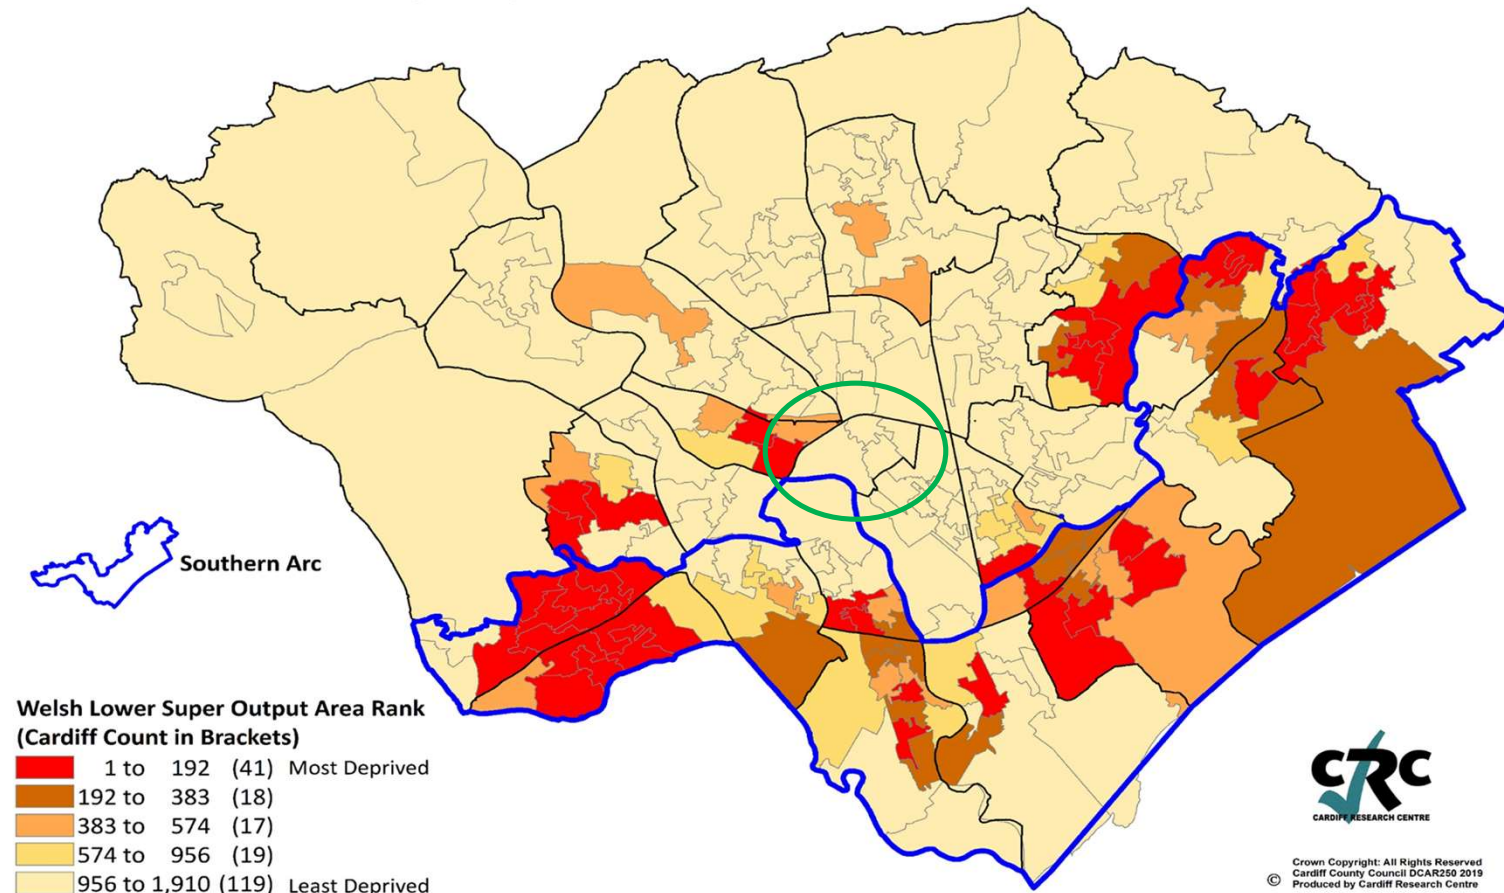 Southern Arc
Welsh Lower Super Output Area Rank
(Cardiff Count in Brackets)
1 to 192 (41) Most Deprived
192 to 383 (18)
383 to 574 (17)
574 to 956 (19)
956 to 1,910 (119) Least Deprived
CRC
CARDIFF RESEARCH CENTRE
Crown Copyright: All Rights Reserved
Cardiff County Council DCAR250 2019
© Produced by Cardiff Research Centre